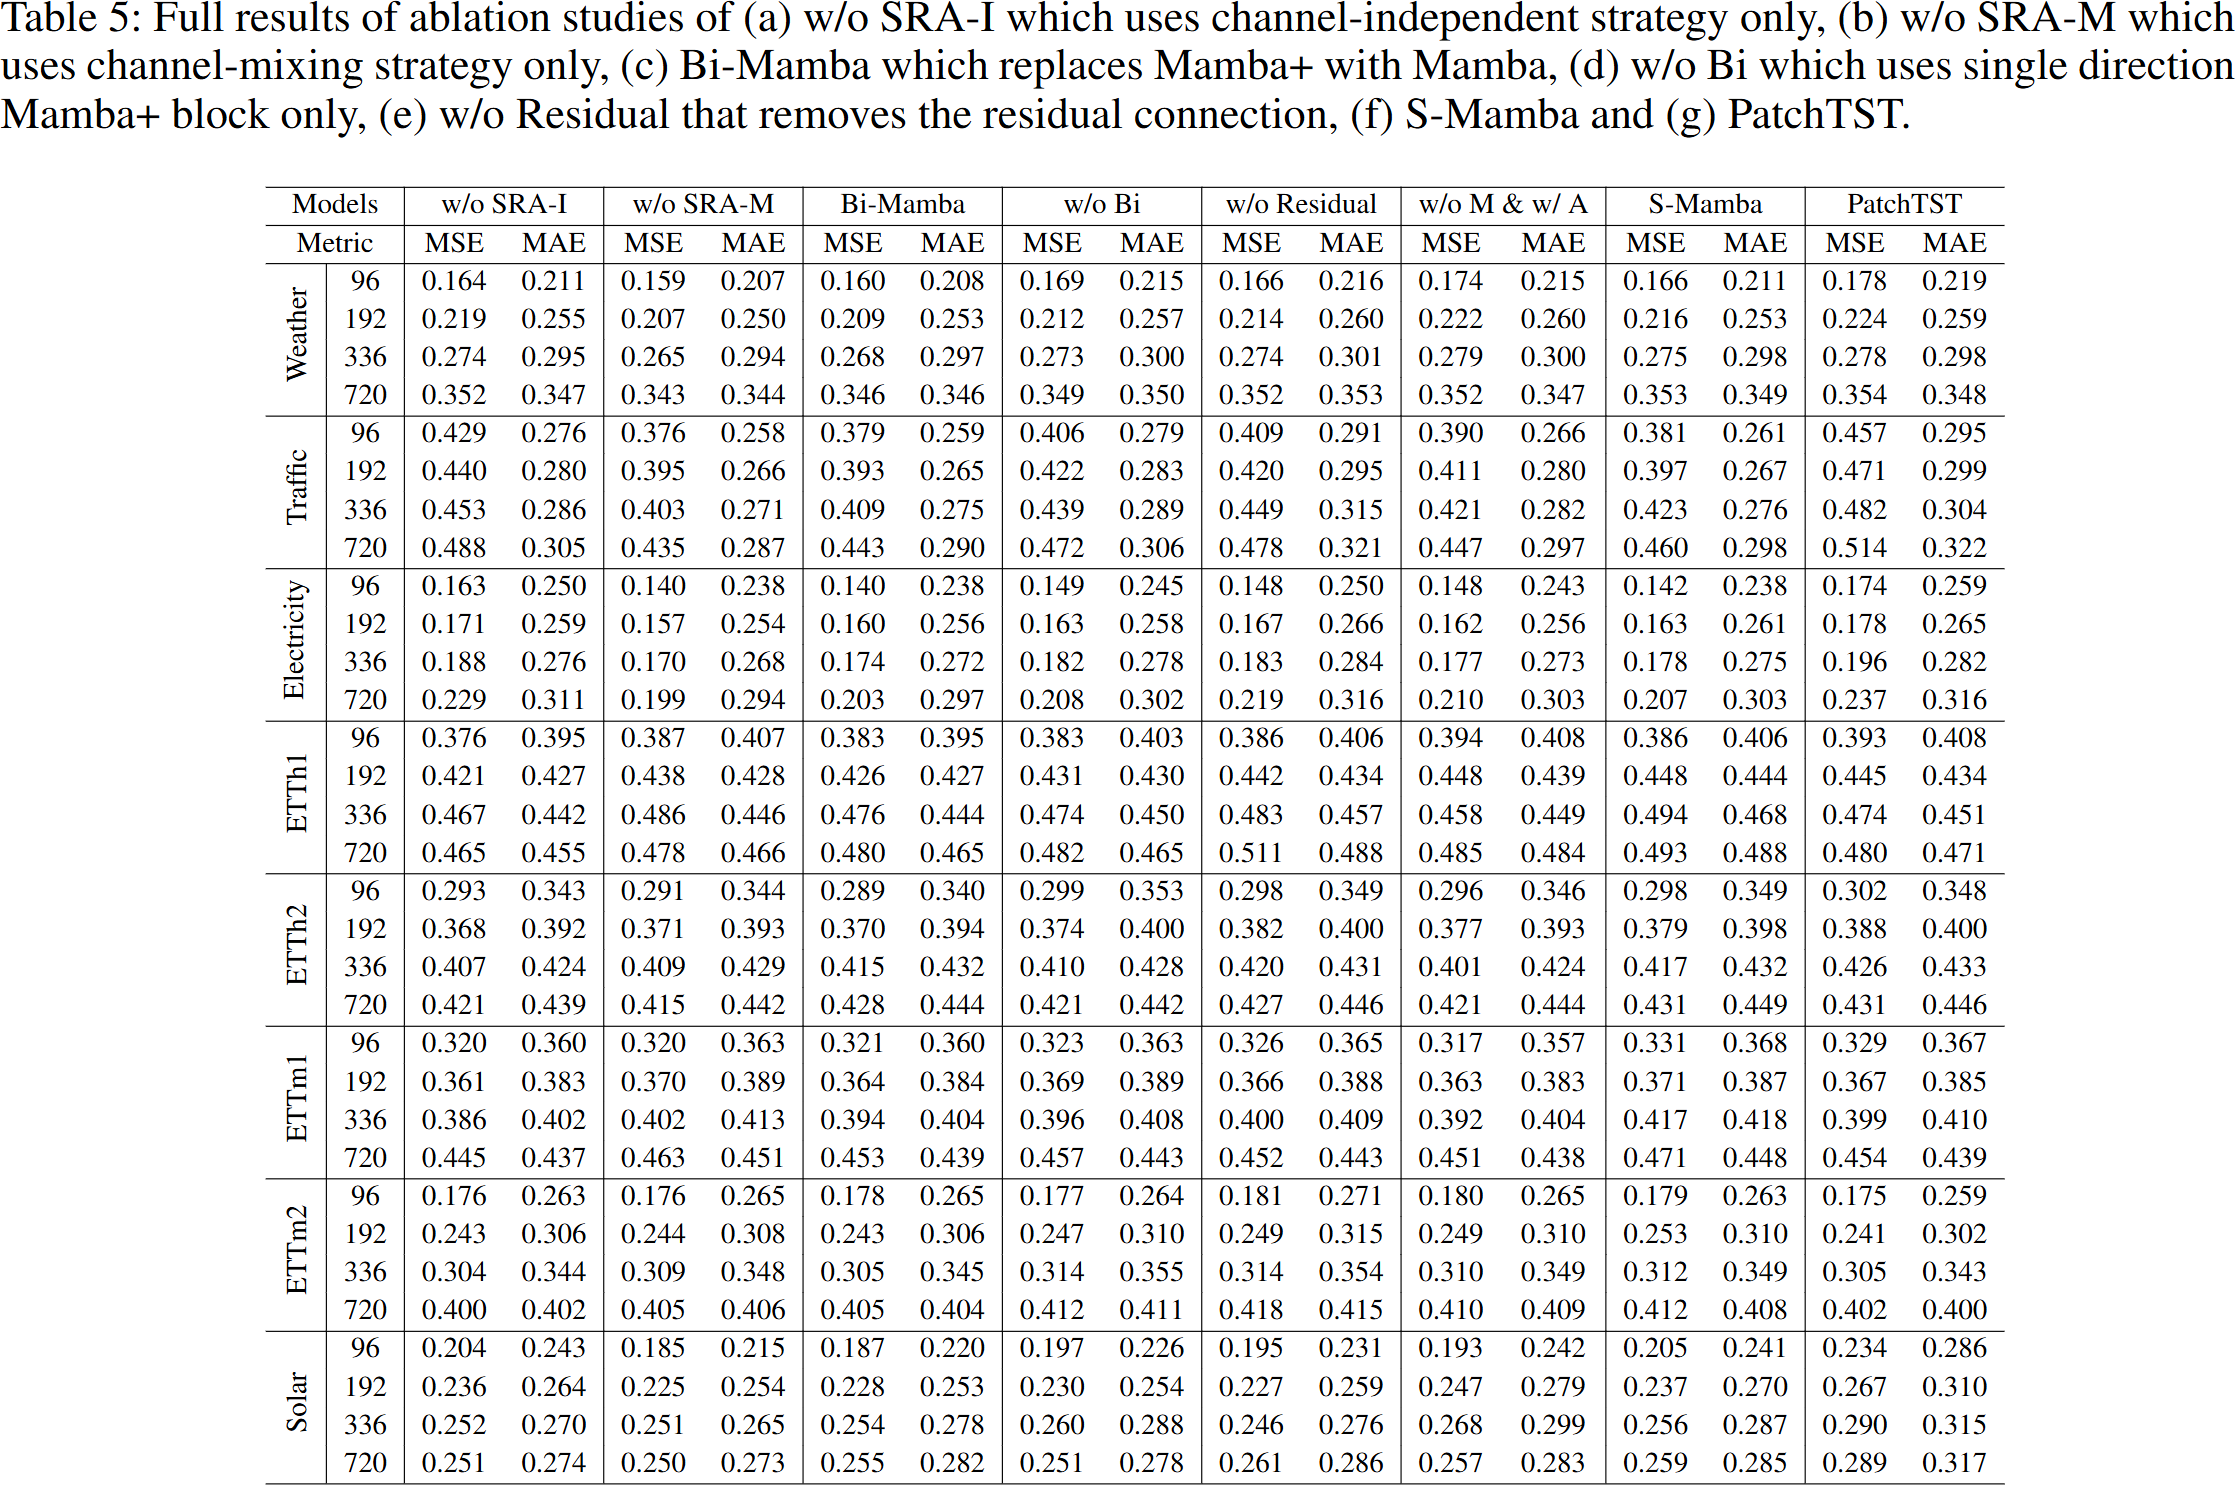 Table 5: Full results of ablation studies of (a) w/o SRA-I which uses channel-independent strategy only, (b) w/o SRA-M which
uses channel-mixing strategy only, (c) Bi-Mamba which replaces Mamba+ with Mamba, (d) w/o Bi which uses single direction
Mamba+ block only, (e) w/o Residual that removes the residual connection, (f) S-Mamba and (g) PatchTST.
Models w/o SRA-I w/o SRA-M Bi-Mamba w/o Bi w/o Residual w/o M & w/ A S-Mamba PatchTST
Metric MSE MAE MSE MAE MSE MAE MSE MAE MSE MAE MSE MAE MSE MAE MSE MAE
Weather
96 0.164 0.211 0.159 0.207 0.160 0.208 0.169 0.215 0.166 0.216 0.174 0.215 0.166 0.211 0.178 0.219
192 0.219 0.255 0.207 0.250 0.209 0.253 0.212 0.257 0.214 0.260 0.222 0.260 0.216 0.253 0.224 0.259
336 0.274 0.295 0.265 0.294 0.268 0.297 0.273 0.300 0.274 0.301 0.279 0.300 0.275 0.298 0.278 0.298
720 0.352 0.347 0.343 0.344 0.346 0.346 0.349 0.350 0.352 0.353 0.352 0.347 0.353 0.349 0.354 0.348
Traffic
96 0.429 0.276 0.376 0.258 0.379 0.259 0.406 0.279 0.409 0.291 0.390 0.266 0.381 0.261 0.457 0.295
192 0.440 0.280 0.395 0.266 0.393 0.265 0.422 0.283 0.420 0.295 0.411 0.280 0.397 0.267 0.471 0.299
336 0.453 0.286 0.403 0.271 0.409 0.275 0.439 0.289 0.449 0.315 0.421 0.282 0.423 0.276 0.482 0.304
720 0.488 0.305 0.435 0.287 0.443 0.290 0.472 0.306 0.478 0.321 0.447 0.297 0.460 0.298 0.514 0.322
Electricity
96 0.163 0.250 0.140 0.238 0.140 0.238 0.149 0.245 0.148 0.250 0.148 0.243 0.142 0.238 0.174 0.259
192 0.171 0.259 0.157 0.254 0.160 0.256 0.163 0.258 0.167 0.266 0.162 0.256 0.163 0.261 0.178 0.265
336 0.188 0.276 0.170 0.268 0.174 0.272 0.182 0.278 0.183 0.284 0.177 0.273 0.178 0.275 0.196 0.282
720 0.229 0.311 0.199 0.294 0.203 0.297 0.208 0.302 0.219 0.316 0.210 0.303 0.207 0.303 0.237 0.316
ETTh1
96 0.376 0.395 0.387 0.407 0.383 0.395 0.383 0.403 0.386 0.406 0.394 0.408 0.386 0.406 0.393 0.408
192 0.421 0.427 0.438 0.428 0.426 0.427 0.431 0.430 0.442 0.434 0.448 0.439 0.448 0.444 0.445 0.434
336 0.467 0.442 0.486 0.446 0.476 0.444 0.474 0.450 0.483 0.457 0.458 0.449 0.494 0.468 0.474 0.451
720 0.465 0.455 0.478 0.466 0.480 0.465 0.482 0.465 0.511 0.488 0.485 0.484 0.493 0.488 0.480 0.471
ETTh2
96 0.293 0.343 0.291 0.344 0.289 0.340 0.299 0.353 0.298 0.349 0.296 0.346 0.298 0.349 0.302 0.348
192 0.368 0.392 0.371 0.393 0.370 0.394 0.374 0.400 0.382 0.400 0.377 0.393 0.379 0.398 0.388 0.400
336 0.407 0.424 0.409 0.429 0.415 0.432 0.410 0.428 0.420 0.431 0.401 0.424 0.417 0.432 0.426 0.433
720 0.421 0.439 0.415 0.442 0.428 0.444 0.421 0.442 0.427 0.446 0.421 0.444 0.431 0.449 0.431 0.446
ETTm1
96 0.320 0.360 0.320 0.363 0.321 0.360 0.323 0.363 0.326 0.365 0.317 0.357 0.331 0.368 0.329 0.367
192 0.361 0.383 0.370 0.389 0.364 0.384 0.369 0.389 0.366 0.388 0.363 0.383 0.371 0.387 0.367 0.385
336 0.386 0.402 0.402 0.413 0.394 0.404 0.396 0.408 0.400 0.409 0.392 0.404 0.417 0.418 0.399 0.410
720 0.445 0.437 0.463 0.451 0.453 0.439 0.457 0.443 0.452 0.443 0.451 0.438 0.471 0.448 0.454 0.439
ETTm2
96 0.176 0.263 0.176 0.265 0.178 0.265 0.177 0.264 0.181 0.271 0.180 0.265 0.179 0.263 0.175 0.259
192 0.243 0.306 0.244 0.308 0.243 0.306 0.247 0.310 0.249 0.315 0.249 0.310 0.253 0.310 0.241 0.302
336 0.304 0.344 0.309 0.348 0.305 0.345 0.314 0.355 0.314 0.354 0.310 0.349 0.312 0.349 0.305 0.343
720 0.400 0.402 0.405 0.406 0.405 0.404 0.412 0.411 0.418 0.415 0.410 0.409 0.412 0.408 0.402 0.400
Solar
96 0.204 0.243 0.185 0.215 0.187 0.220 0.197 0.226 0.195 0.231 0.193 0.242 0.205 0.241 0.234 0.286
192 0.236 0.264 0.225 0.254 0.228 0.253 0.230 0.254 0.227 0.259 0.247 0.279 0.237 0.270 0.267 0.310
336 0.252 0.270 0.251 0.265 0.254 0.278 0.260 0.288 0.246 0.276 0.268 0.299 0.256 0.287 0.290 0.315
720 0.251 0.274 0.250 0.273 0.255 0.282 0.251 0.278 0.261 0.286 0.257 0.283 0.259 0.285 0.289 0.317